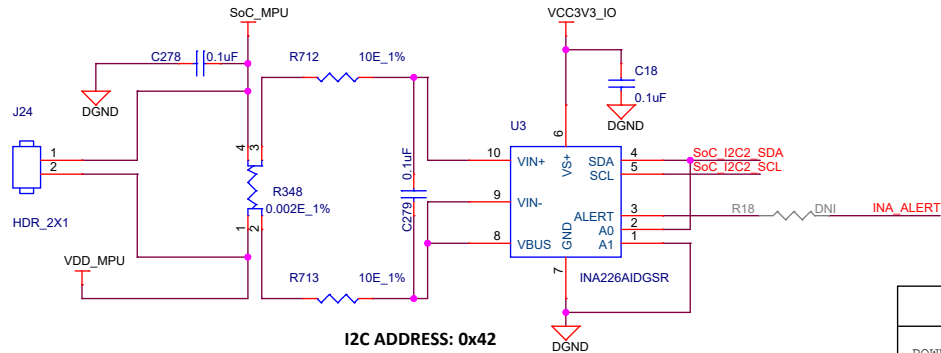 SoC_MPU
VCC3V3_IO
C278
0.1uF
R712
10E_1%
C18
0.1uF
DGND
DGND
J24
U3
6
4
3
0.1uF
10
VIN+
VS+
SDA
4
SoC_I2C2_SDA
SCL
5
SoC_I2C2_SCL
1
2
R348
0.002E_1%
9
VIN-
C279
ALERT
3
R18
DNI
INA_ALERT
HDR_2X1
A0
2
1
2
8
VBUS
GND
A1
1
VDD_MPU
R713
10E_1%
7
INA226AIDGSR
I2C ADDRESS: 0x42
DGND